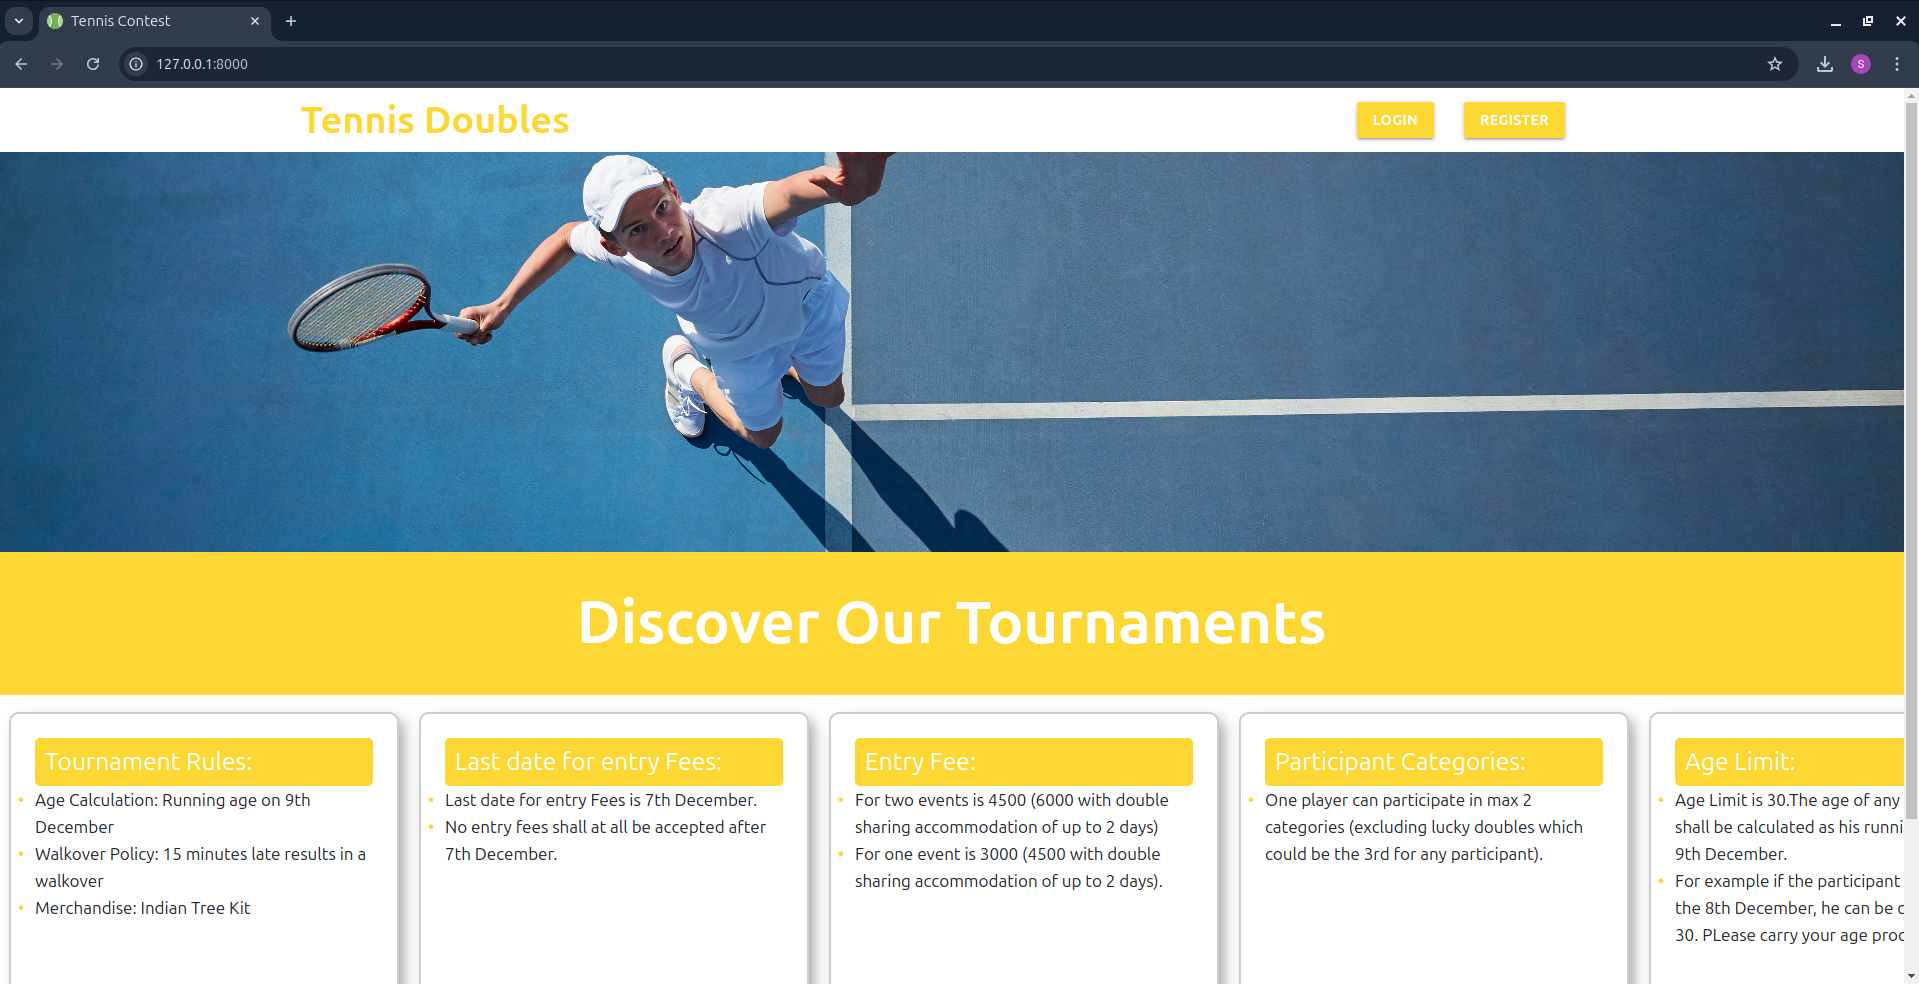 Tennis Contest
127.0.0.1:8000
S
Tennis Doubles
LOGIN
REGISTER
Discover Our Tournaments
Tournament Rules:
Age Calculation: Running age on 9th
December
Walkover Policy: 15 minutes late results in a
walkover
Merchandise: Indian Tree Kit
Last date for entry Fees:
Last date for entry Fees is 7th December.
No entry fees shall at all be accepted after
7th December.
Entry Fee:
For two events is 4500 (6000 with double
sharing accommodation of up to 2 days)
For one event is 3000 (4500 with double
sharing accommodation of up to 2 days).
Participant Categories:
One player can participate in max 2
categories (excluding lucky doubles which
could be the 3rd for any participant).
Age Limit:
Age Limit is 30.The age of any
shall be calculated as his runni
9th December.
For example if the participant
the 8th December, he can be c
30. PLease carry your age proo